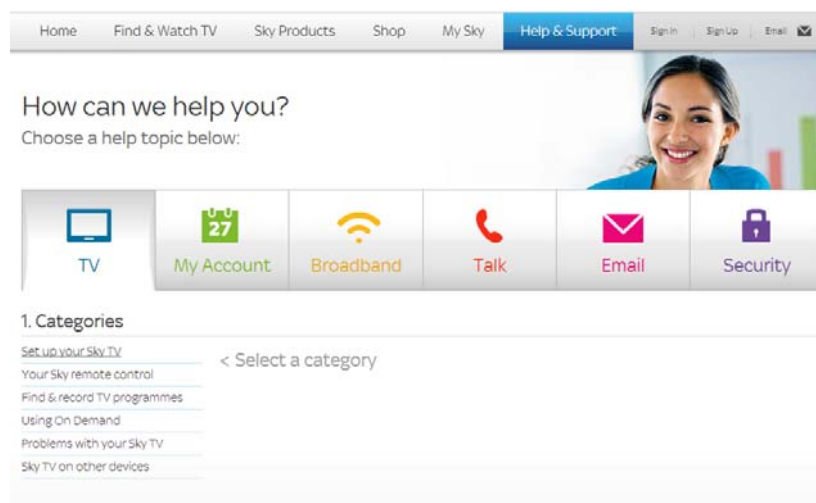 Home Find & Watch TV Sky Products Shop My Sky Help & Support Sign In Sign Up Email
How can we help you?
Choose a help topic below:
27
TV My Account Broadband Talk Email Security
1. Categories
Set up your Sky TV
< Select a category
Your Sky remote control
Find & record TV programmes
Using On Demand
Problems with your Sky TV
Sky TV on other devices